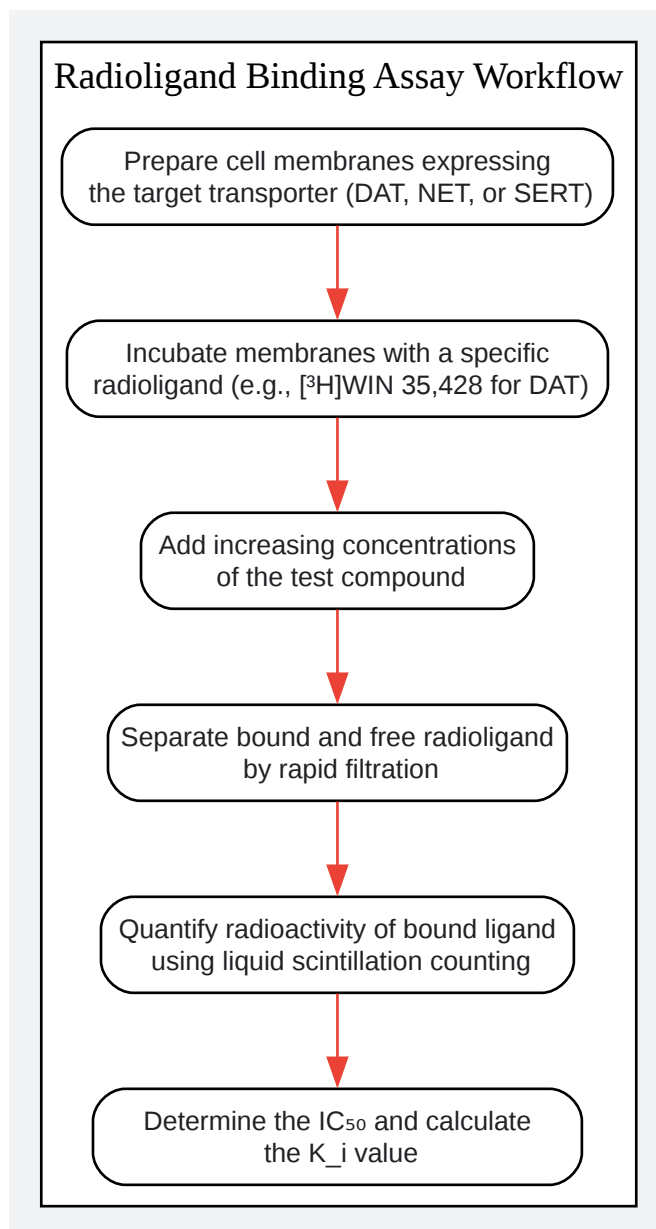 Radioligand Binding Assay Workflow
Prepare cell membranes expressing
the target transporter (DAT, NET, or SERT)
Incubate membranes with a specific
radioligand (e.g., [³H]WIN 35,428 for DAT)
Add increasing concentrations
of the test compound
Separate bound and free radioligand
by rapid filtration
Quantify radioactivity of bound ligand
using liquid scintillation counting
Determine the IC₅₀ and calculate
the K_i value